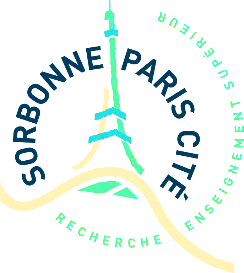 SORBONNE PARIS CITÉ
RECHERCHE ENSEIGNEMENT SUPÉRIEUR